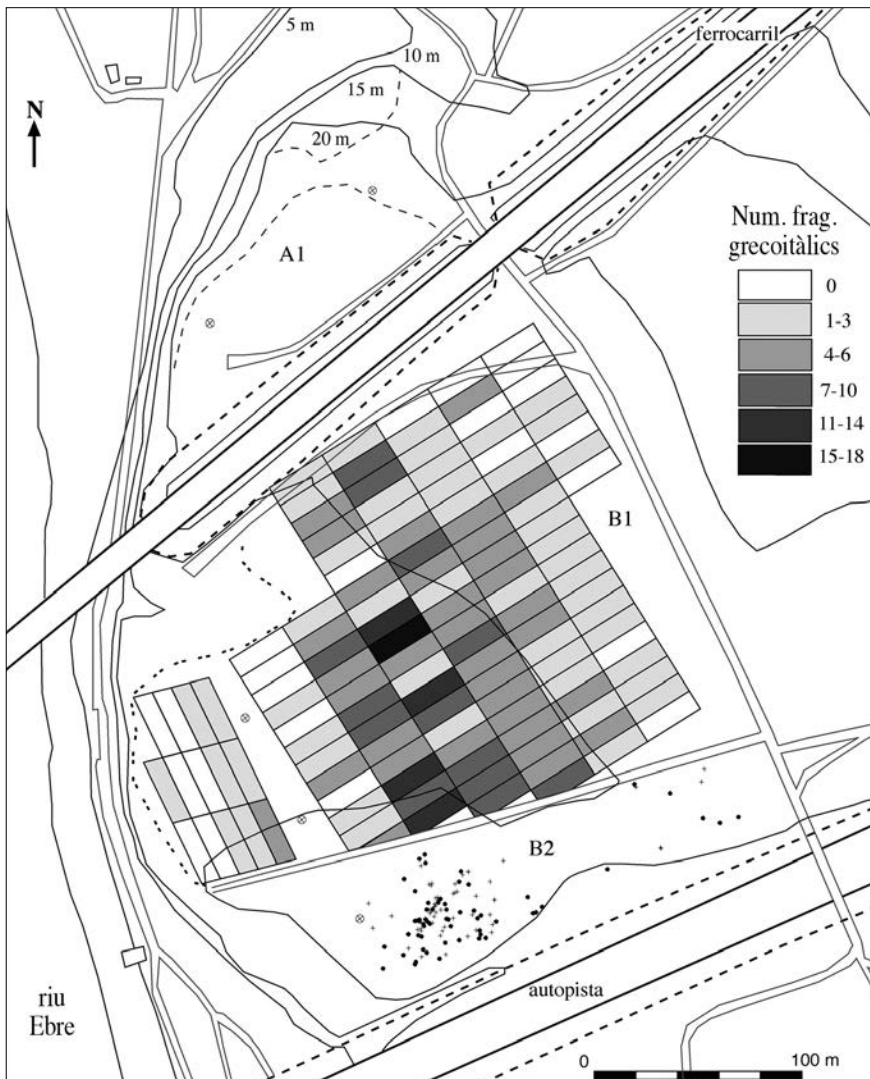 5 m
ferrocarril
10 m
15 m
N
20 m
A1
Num. frag.
grecoitàlics
0
1-3
4-6
7-10
11-14
15-18
B1
B2
riu
Ebre
autopista
0
100 m